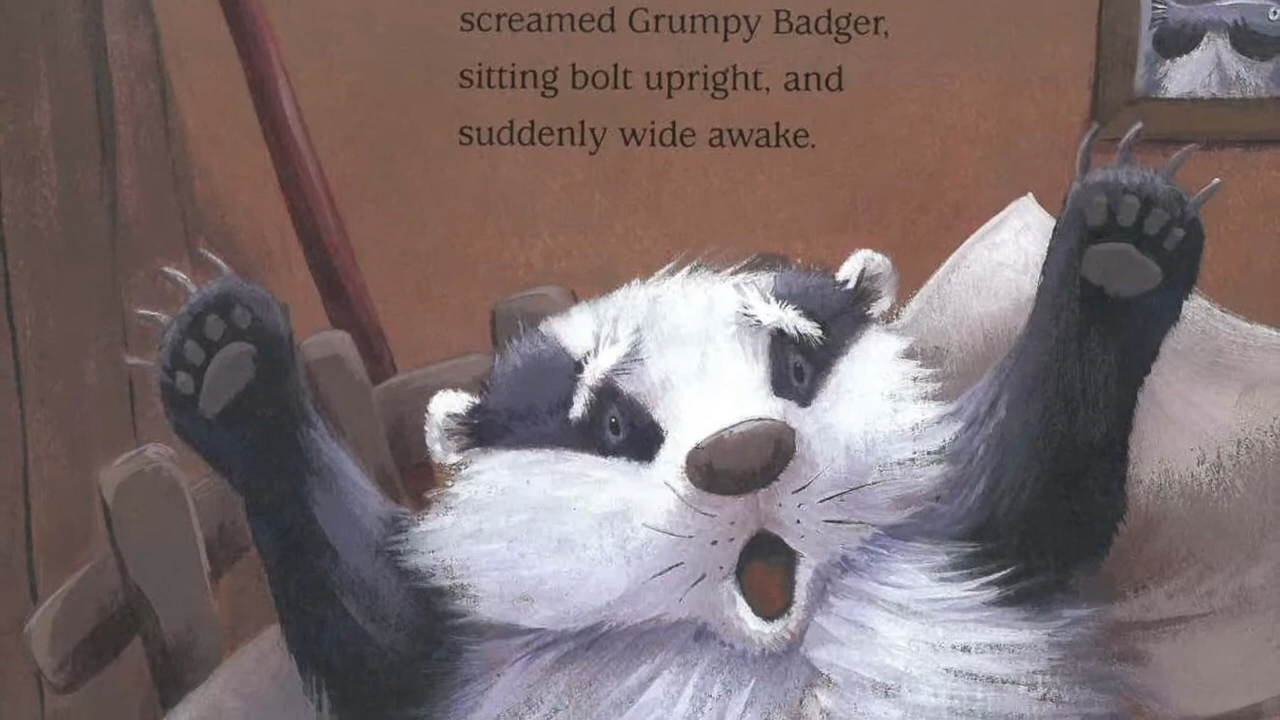 screamed Grumpy Badger,
sitting bolt upright, and
suddenly wide awake.